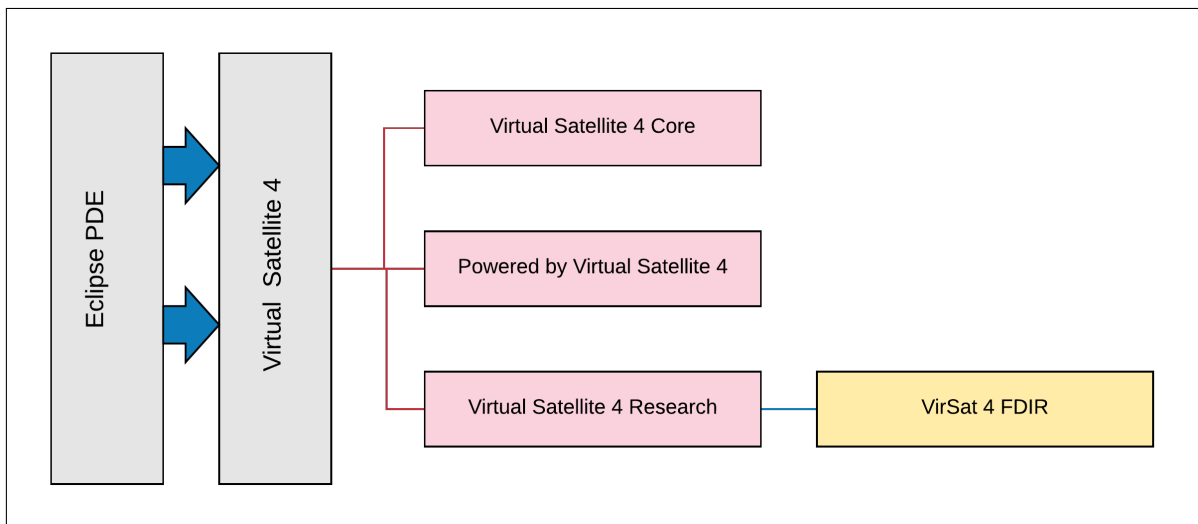 Eclipse PDE
Virtual Satellite 4
Virtual Satellite 4 Core
Powered by Virtual Satellite 4
Virtual Satellite 4 Research
VirSat 4 FDIR